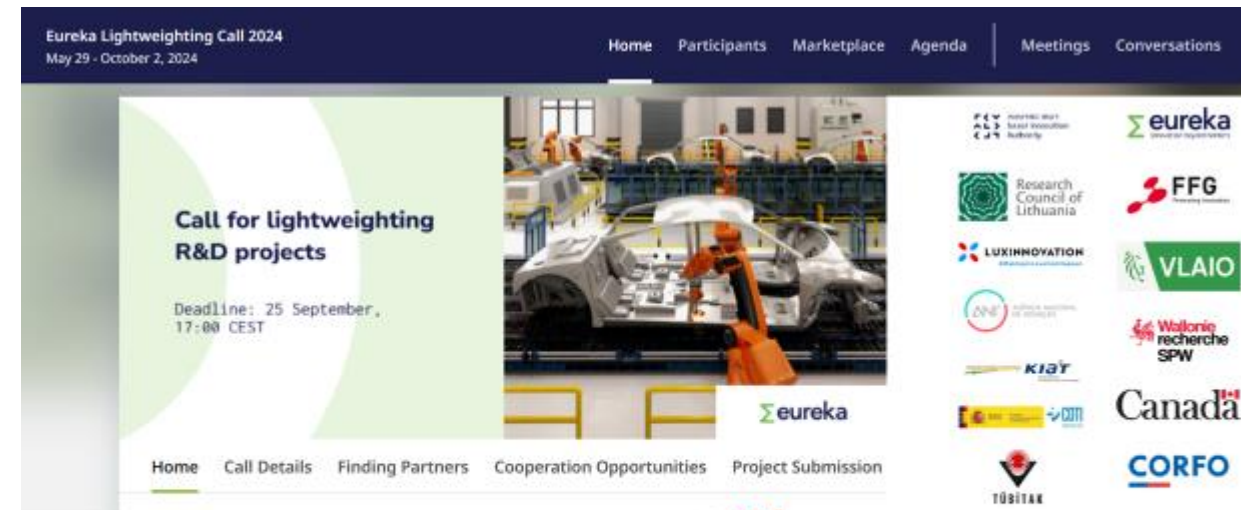 Eureka Lightweighting Call 2024
May 29 - October 2, 2024
Home Participants Marketplace Agenda Meetings Conversations
Call for lightweighting
R&D projects
Deadline: 25 September,
17:00 CEST
eureka
Home Call Details Finding Partners Cooperation Opportunities Project Submission
eureka
Research
Council of
Lithuania
FFG
LUXINNOVATION
VLAIO
ANI
Wallonie
recherche
SPW
KIAT
Canada
TÜBİTAK
CORFO